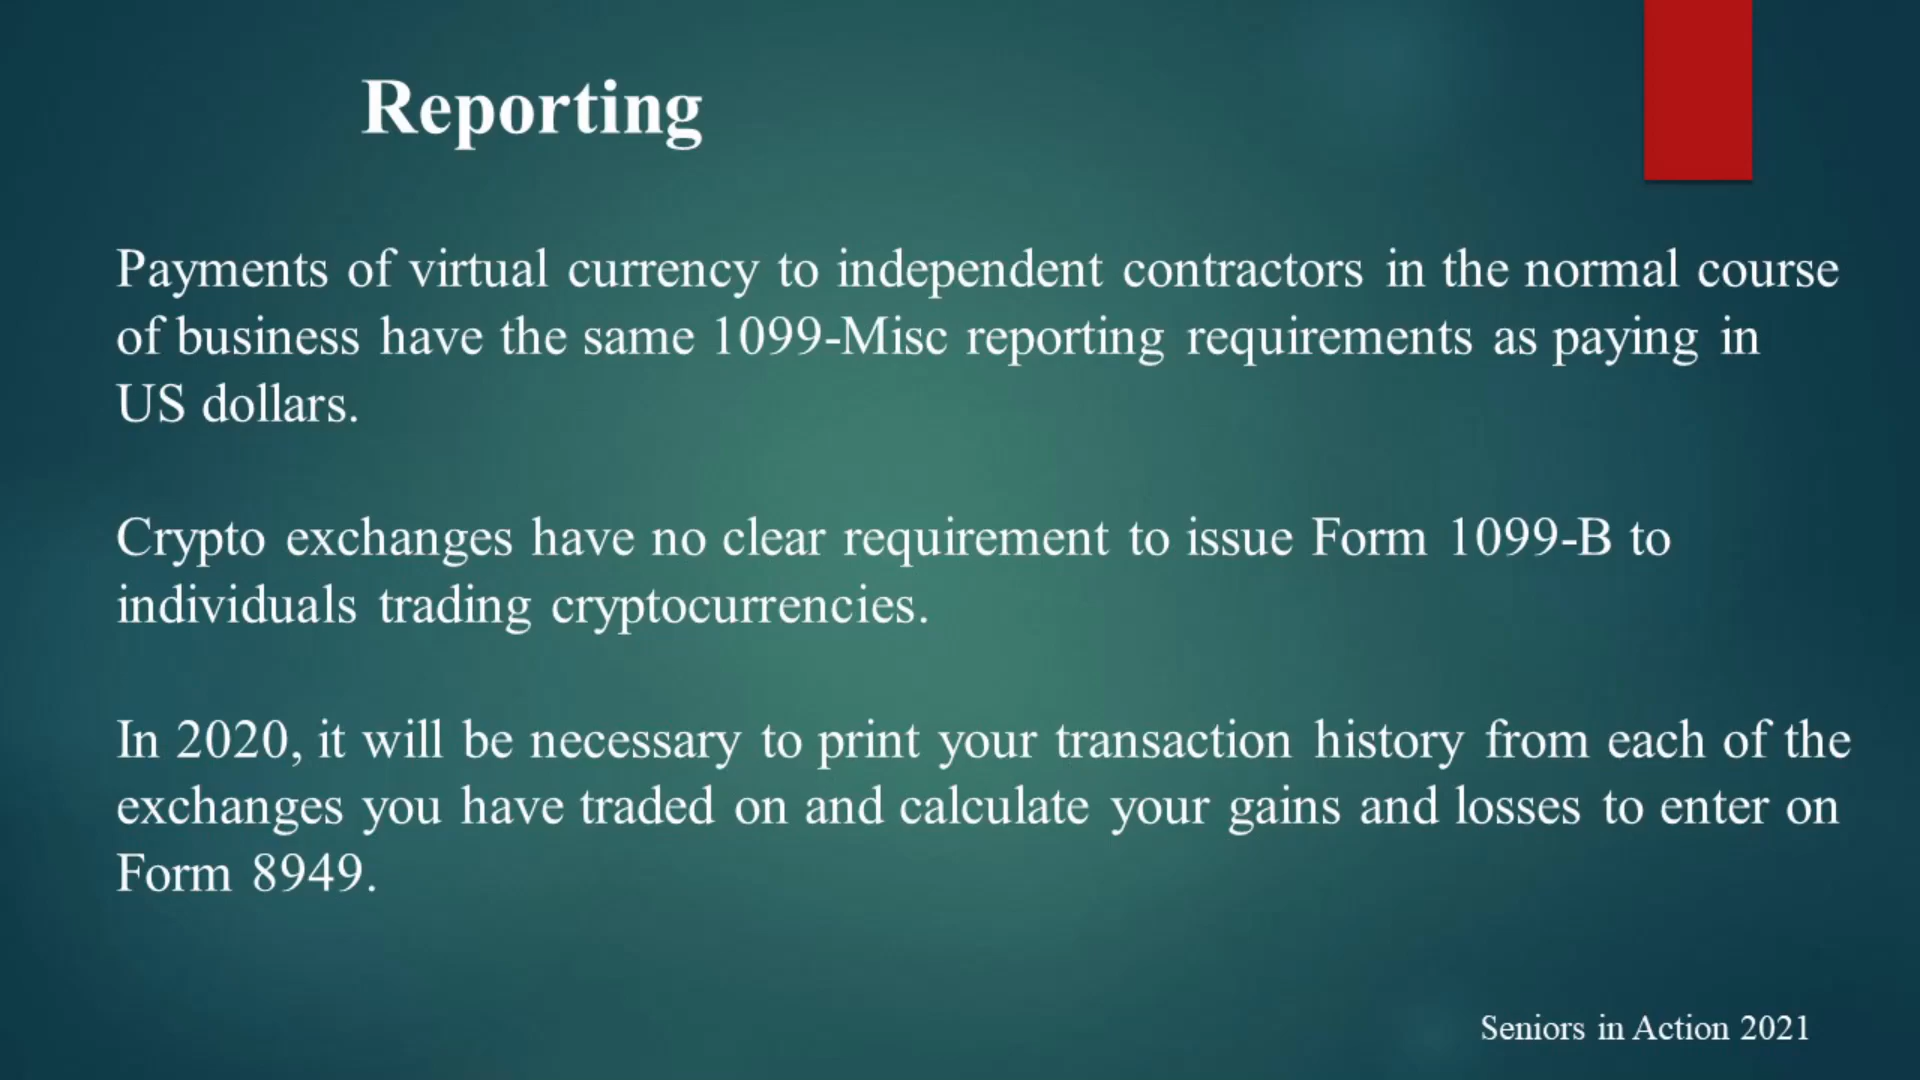 Reporting
Payments of virtual currency to independent contractors in the normal course
of business have the same 1099-Misc reporting requirements as paying in
US dollars.
Crypto exchanges have no clear requirement to issue Form 1099-B to
individuals trading cryptocurrencies.
In 2020, it will be necessary to print your transaction history from each of the
exchanges you have traded on and calculate your gains and losses to enter on
Form 8949.
Seniors in Action 2021